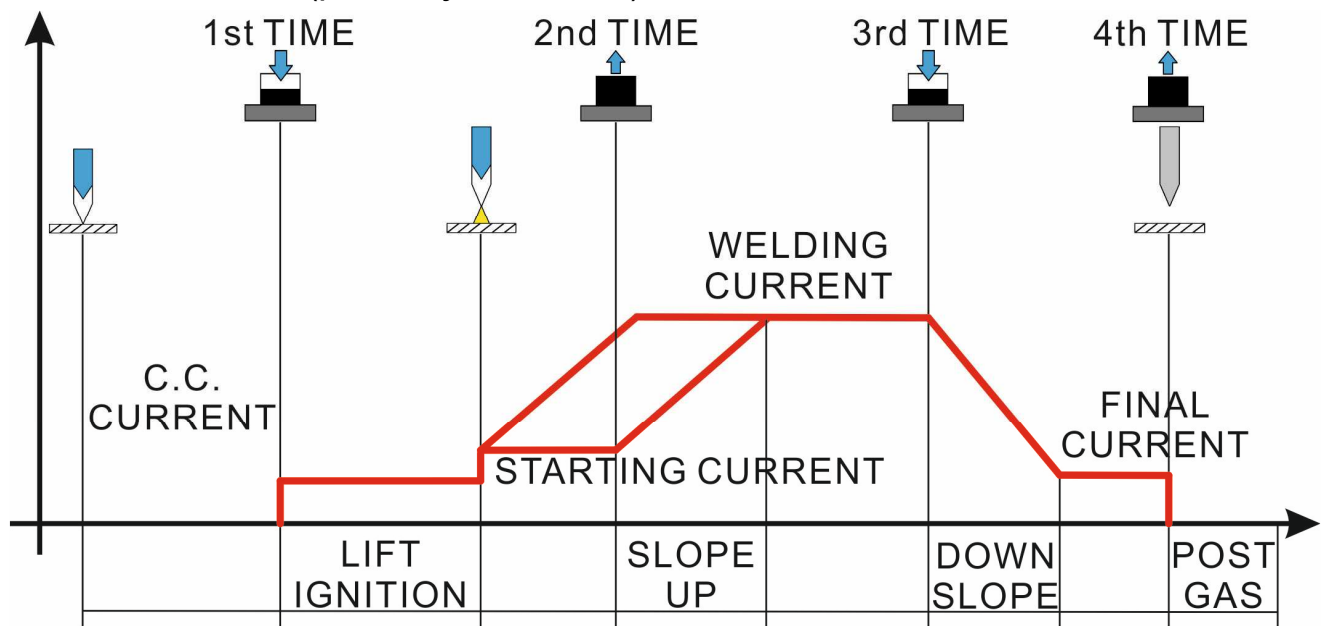 1st TIME
2nd TIME
3rd TIME
4th TIME
WELDING
CURRENT
C.C.
CURRENT
FINAL
CURRENT
STARTING CURRENT
LIFT
IGNITION
SLOPE
UP
DOWN
SLOPE
POST
GAS